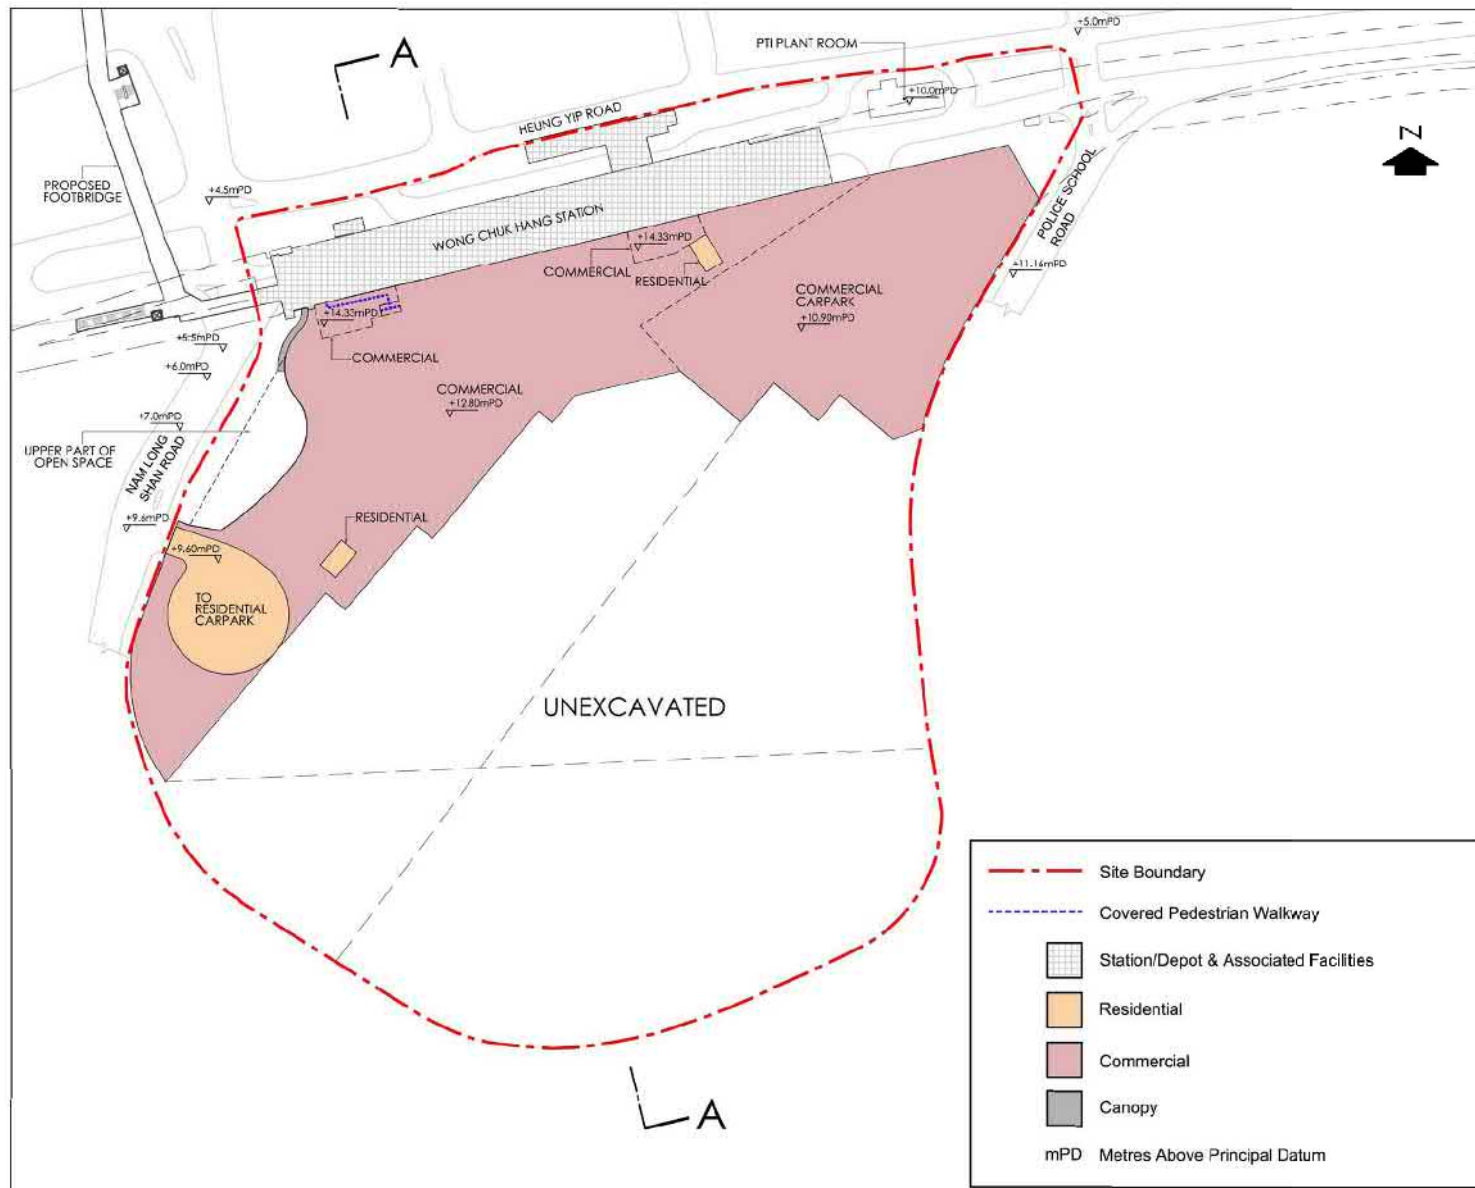 A
PTI PLANT ROOM
+5.0mPD
+10.0mPD
HEUNG YIP ROAD
N
PROPOSED
FOOTBRIDGE
+4.5mPD
WONG CHUK HANG STATION
POLICE SCHOOL
ROAD
+14.33mPD
COMMERCIAL
RESIDENTIAL
+11.16mPD
COMMERCIAL
CARPARK
+10.90mPD
+14.33mPD
+5.5mPD
COMMERCIAL
+6.0mPD
COMMERCIAL
+12.80mPD
+7.0mPD
UPPER PART OF
OPEN SPACE
NAM LONG
SHAN ROAD
+9.6mPD
RESIDENTIAL
+9.60mPD
TO
RESIDENTIAL
CARPARK
UNEXCAVATED
A
Site Boundary
Covered Pedestrian Walkway
Station/Depot & Associated Facilities
Residential
Commercial
Canopy
mPD Metres Above Principal Datum